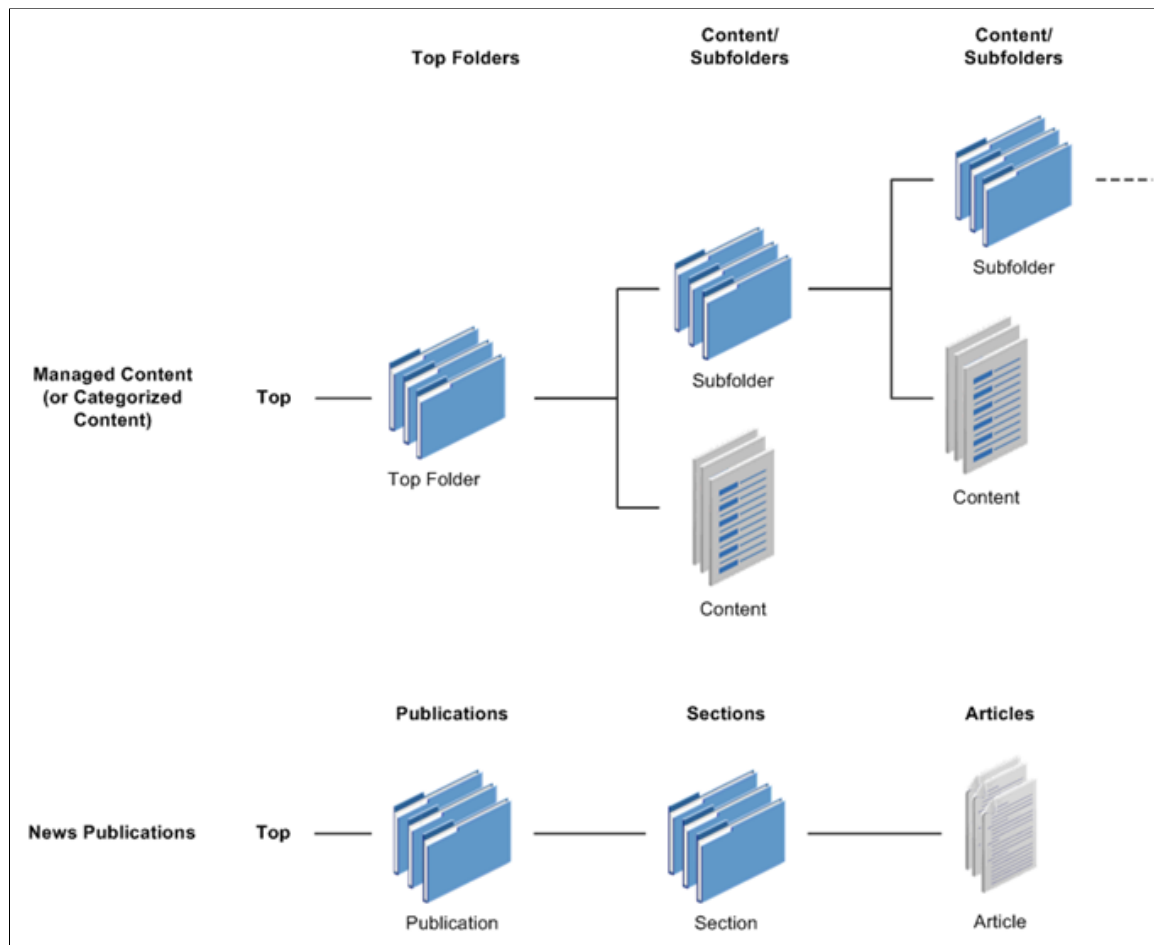 Top Folders
Content/
Subfolders
Content/
Subfolders
Subfolder
Subfolder
Managed Content
(or Categorized
Content)
Top
Top Folder
Content
Content
Publications
Sections
Articles
News Publications
Top
Publication
Section
Article